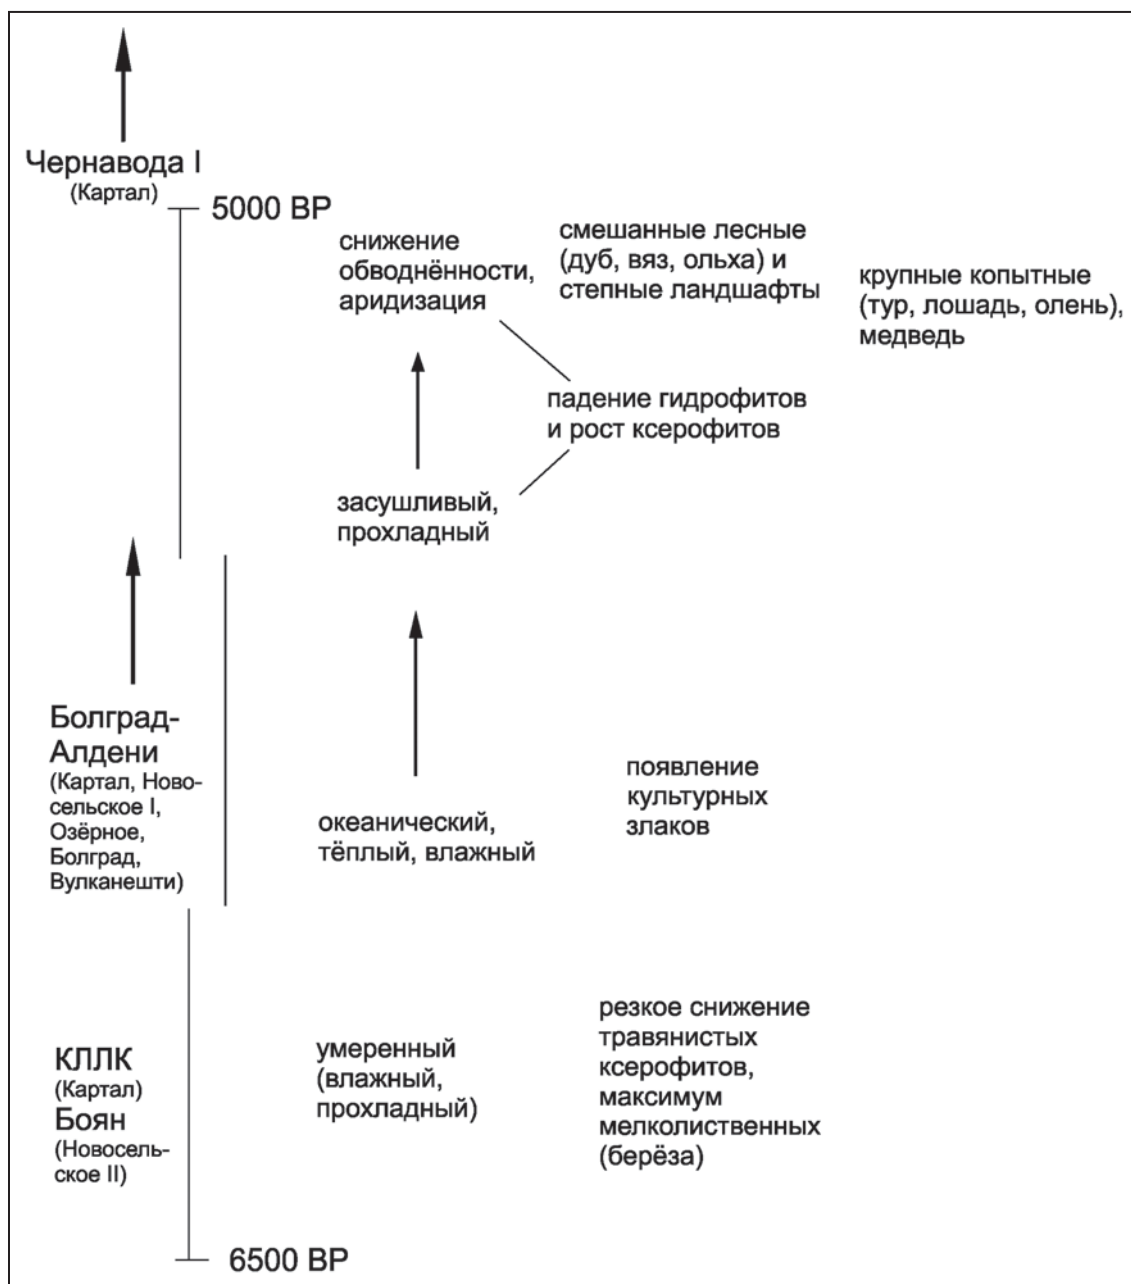 Чернавода I
(Картал)
5000 BP
снижение
обводнённости,
аридизация
смешанные лесные
(дуб, вяз, ольха) и
степные ландшафты
крупные копытные
(тур, лошадь, олень),
медведь
падение гидрофитов
и рост ксерофитов
засушливый,
прохладный
Болград-
Алдени
(Картал, Ново-
сельское I,
Озёрное,
Болград,
Вулканешти)
океанический,
тёплый, влажный
появление
культурных
злаков
КЛЛК
(Картал)
Боян
(Новосель-
ское II)
умеренный
(влажный,
прохладный)
резкое снижение
травянистых
ксерофитов,
максимум
мелколиственных
(берёза)
6500 BP